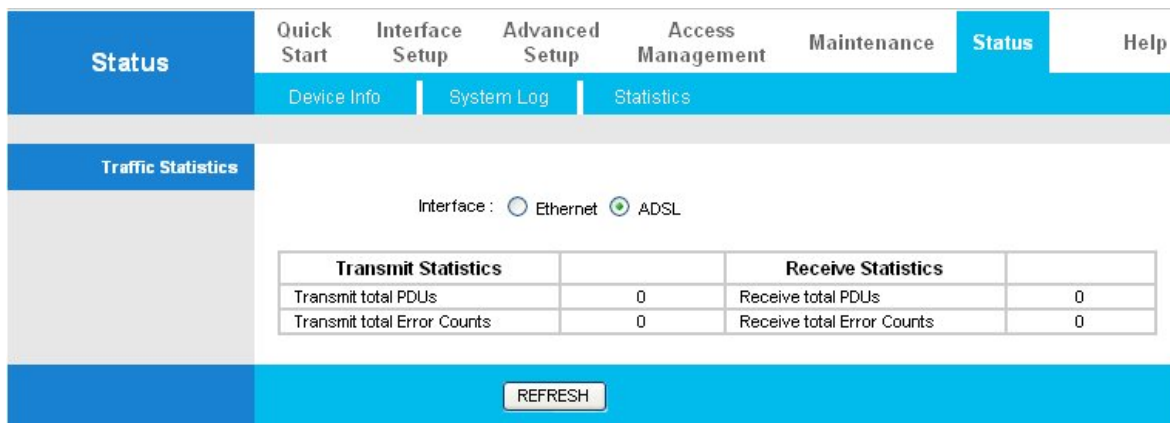 Status
Quick Start
Interface Setup
Advanced Setup
Access Management
Maintenance
Status
Help
Device Info
System Log
Statistics
Traffic Statistics
Interface : Ethernet ADSL
Transmit Statistics Receive Statistics
Transmit total PDUs 0 Receive total PDUs 0
Transmit total Error Counts 0 Receive total Error Counts 0
REFRESH